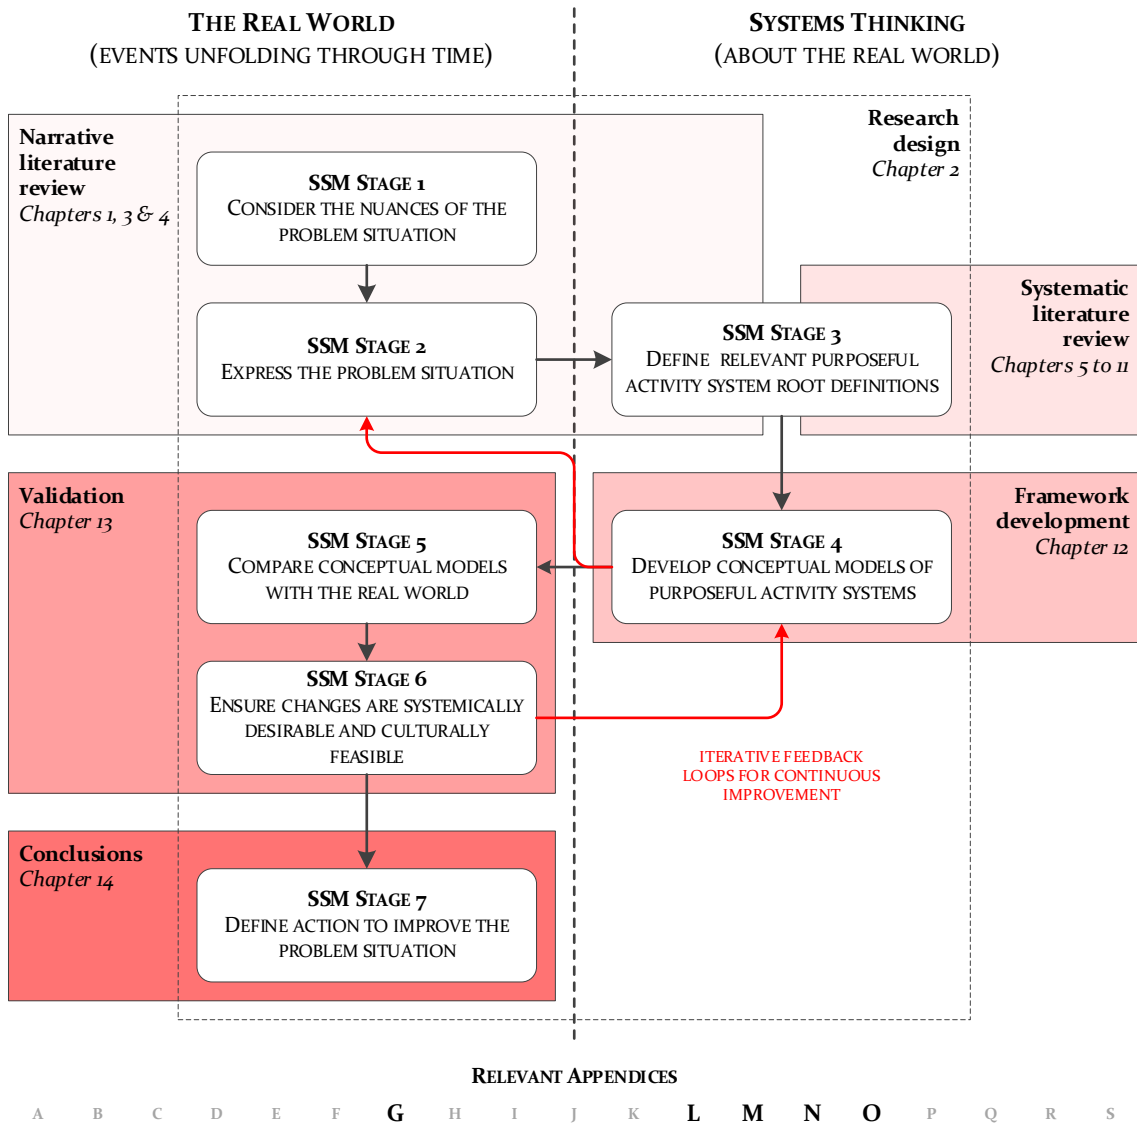 THE REAL WORLD
(EVENTS UNFOLDING THROUGH TIME)
SYSTEMS THINKING
(ABOUT THE REAL WORLD)
Narrative
literature
review
Chapters 1, 3 & 4
Research
design
Chapter 2
SSM STAGE 1
CONSIDER THE NUANCES OF THE
PROBLEM SITUATION
SSM STAGE 2
EXPRESS THE PROBLEM SITUATION
SSM STAGE 3
DEFINE RELEVANT PURPOSEFUL
ACTIVITY SYSTEM ROOT DEFINITIONS
Systematic
literature
review
Chapters 5 to 11
Validation
Chapter 13
SSM STAGE 5
COMPARE CONCEPTUAL MODELS
WITH THE REAL WORLD
SSM STAGE 4
DEVELOP CONCEPTUAL MODELS OF
PURPOSEFUL ACTIVITY SYSTEMS
Framework
development
Chapter 12
SSM STAGE 6
ENSURE CHANGES ARE SYSTEMICALLY
DESIRABLE AND CULTURALLY
FEASIBLE
ITERATIVE FEEDBACK
LOOPS FOR CONTINUOUS
IMPROVEMENT
Conclusions
Chapter 14
SSM STAGE 7
DEFINE ACTION TO IMPROVE THE
PROBLEM SITUATION
RELEVANT APPENDICES
A B C D E F G H I J K L M N O P Q R S